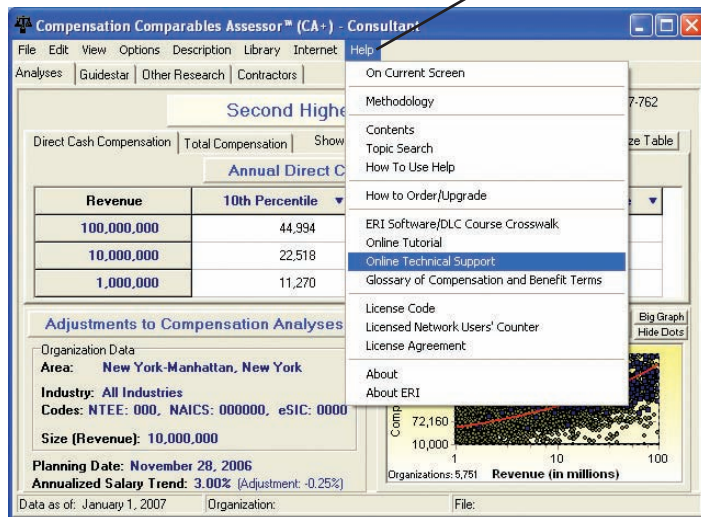 Compensation Comparables Assessor™ (CA+) - Consultant
File Edit View Options Description Library Internet Help
Analyses Guidestar Other Research Contractors
On Current Screen
Methodology
Contents
Topic Search
How To Use Help
How to Order/Upgrade
ERI Software/DLC Course Crosswalk
Online Tutorial
Online Technical Support
Glossary of Compensation and Benefit Terms
License Code
Licensed Network Users' Counter
License Agreement
About
About ERI
Second Highe
7-762
Direct Cash Compensation Total Compensation Show
ze Table
Annual Direct C
Revenue 10th Percentile
100,000,000 44,994
10,000,000 22,518
1,000,000 11,270
Adjustments to Compensation Analyses
Big Graph
Hide Dots
Organization Data
Area: New York-Manhattan, New York
Industry: All Industries
Codes: NTEE: 000, NAICS: 000000, eSIC: 0000
Size (Revenue): 10,000,000
Planning Date: November 28, 2006
Annualized Salary Trend: 3.00% (Adjustment: -0.25%)
Comp
72,160
10,000
1 10 100
Organizations: 5,751 Revenue (in millions)
Data as of: January 1, 2007 Organization: File: